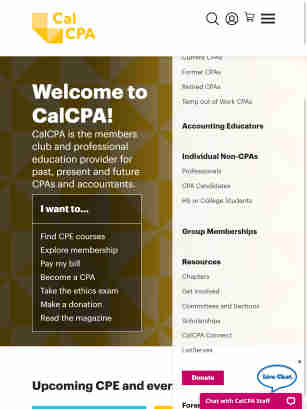 Cal
CPA
Welcome to
CalCPA!
CalCPA is the members
club and professional
education provider for
past, present and future
CPAs and accountants.
I want to...
Find CPE courses
Explore membership
Pay my bill
Become a CPA
Take the ethics exam
Make a donation
Read the magazine
Upcoming CPE and ever
Current CPAs
Former CPAs
Retired CPAs
Temp out of Work CPAs
Accounting Educators
Individual Non-CPAs
Professionals
CPA Candidates
HS or College Students
Group Memberships
Resources
Chapters
Get Involved
Committees and Sections
Scholarships
CalCPA Connect
ListServes
Donate
Live Chat
Chat with CalCPA Staff